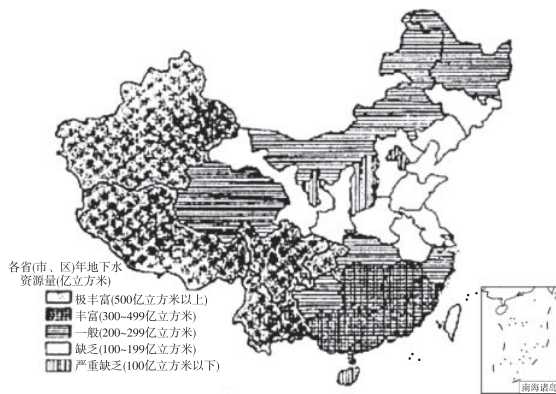 各省(市、区)年地下水
资源量(亿立方米)
极丰富(500亿立方米以上)
丰富(300~499亿立方米)
一般(200~299亿立方米)
缺乏(100~199亿立方米)
严重缺乏(100亿立方米以下)
南海诸岛